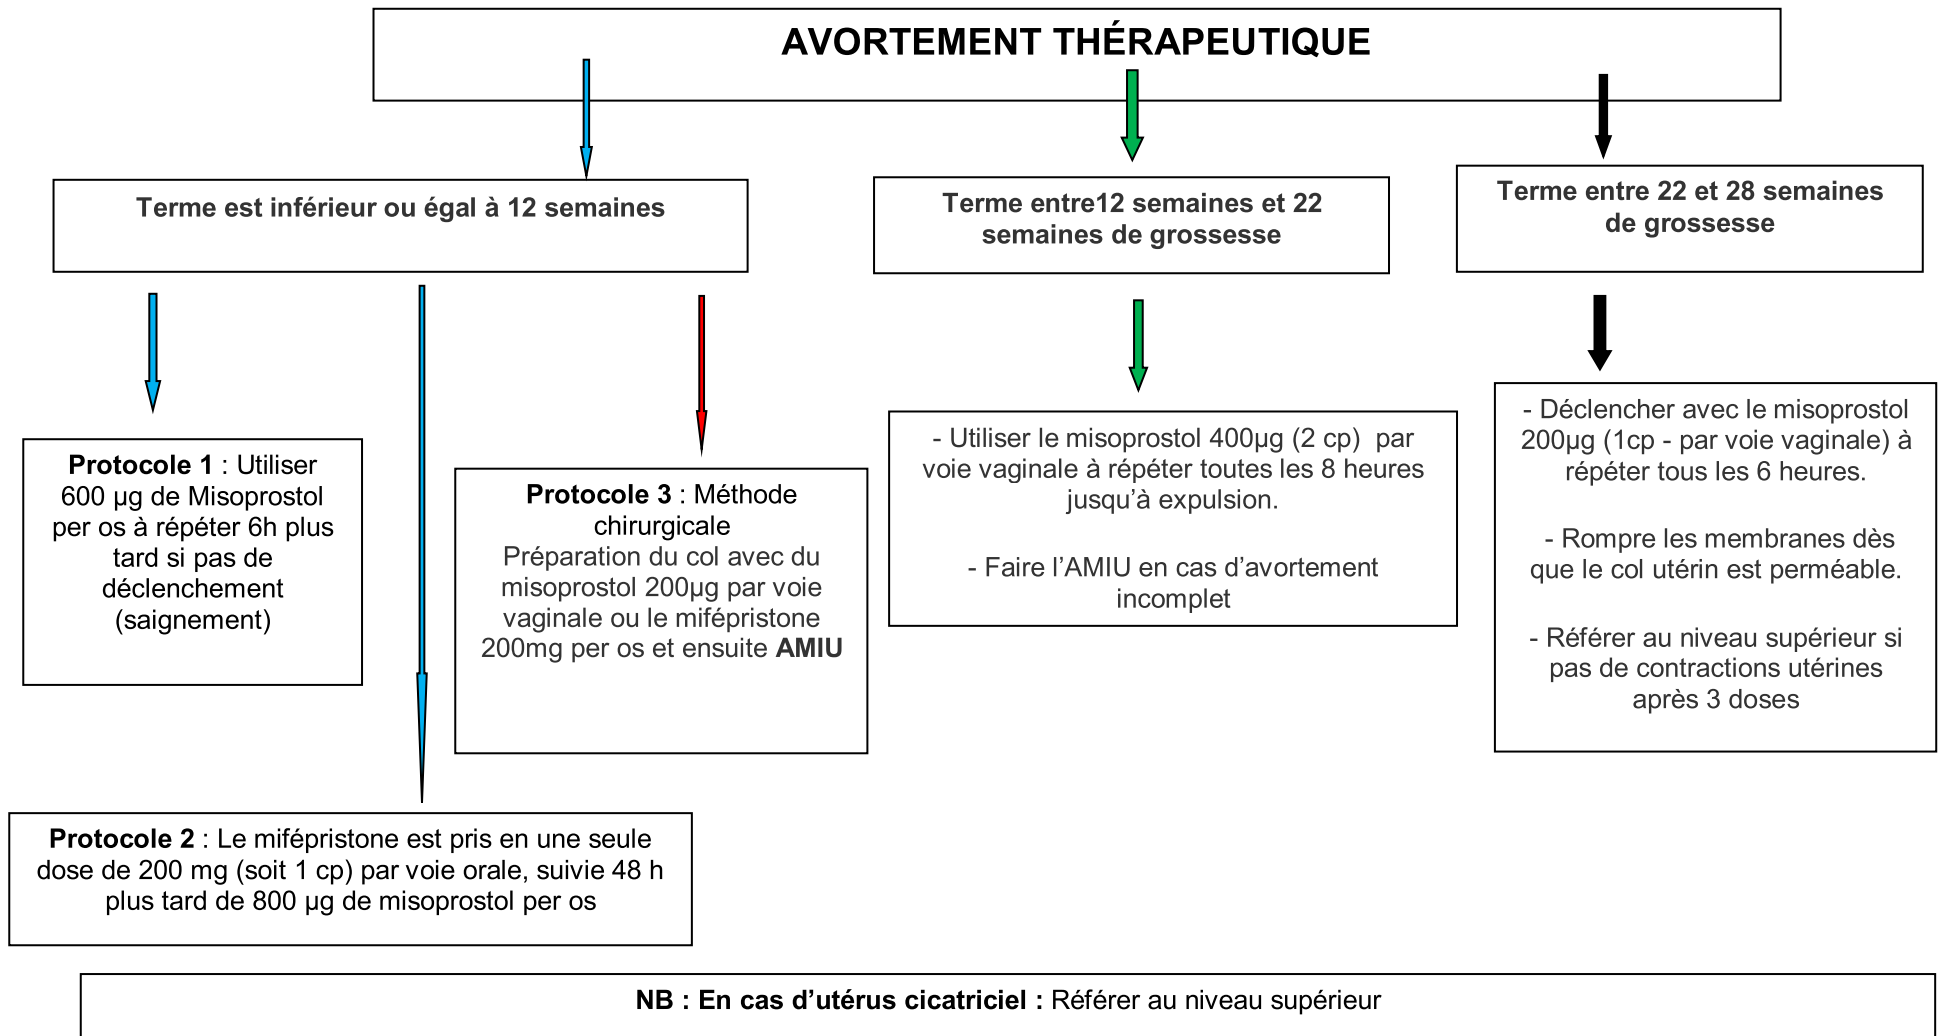 AVORTEMENT THÉRAPEUTIQUE
Terme est inférieur ou égal à 12 semaines
Terme entre12 semaines et 22
semaines de grossesse
Terme entre 22 et 28 semaines
de grossesse
Protocole 1 : Utiliser
600 µg de Misoprostol
per os à répéter 6h plus
tard si pas de
déclenchement
(saignement)
Protocole 3 : Méthode
chirurgicale
Préparation du col avec du
misoprostol 200µg par voie
vaginale ou le mifépristone
200mg per os et ensuite AMIU
- Utiliser le misoprostol 400µg (2 cp) par
voie vaginale à répéter toutes les 8 heures
jusqu’à expulsion.
- Faire l’AMIU en cas d’avortement
incomplet
- Déclencher avec le misoprostol
200µg (1cp - par voie vaginale) à
répéter tous les 6 heures.
- Rompre les membranes dès
que le col utérin est perméable.
- Référer au niveau supérieur si
pas de contractions utérines
après 3 doses
Protocole 2 : Le mifépristone est pris en une seule
dose de 200 mg (soit 1 cp) par voie orale, suivie 48 h
plus tard de 800 µg de misoprostol per os
NB : En cas d’utérus cicatriciel : Référer au niveau supérieur